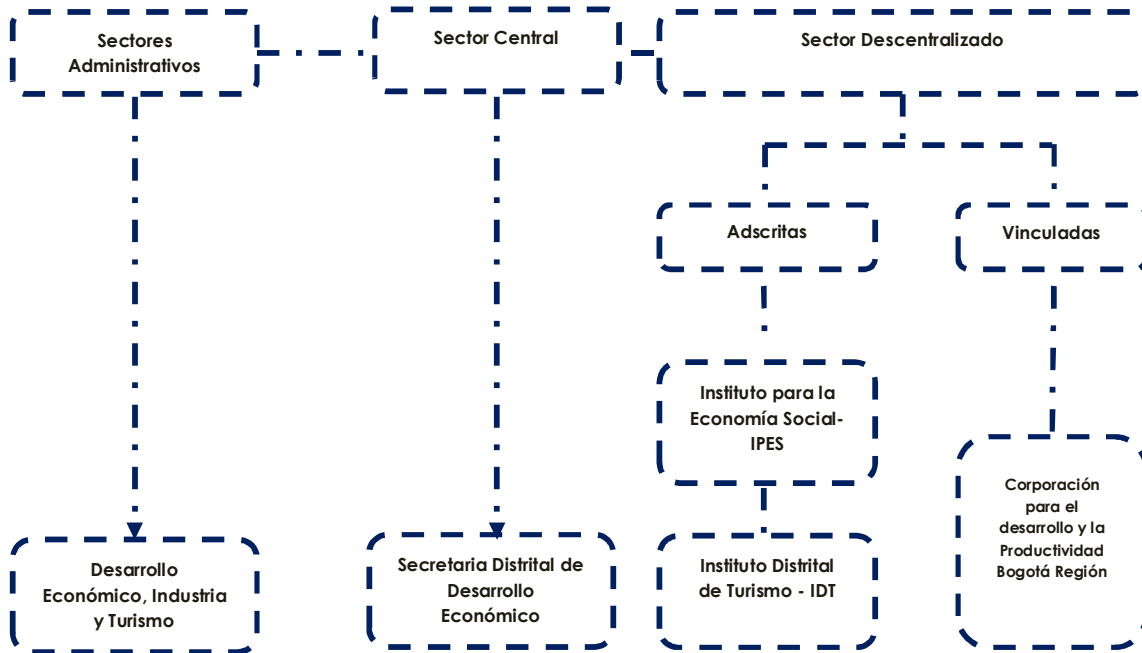 Sectores
Administrativos
Sector Central
Sector Descentralizado
Adscritas
Vinculadas
Instituto para la
Economía Social-
IPES
Corporación
para el
desarrollo y la
Productividad
Bogotá Región
Desarrollo
Económico, Industria
y Turismo
Secretaria Distrital de
Desarrollo
Económico
Instituto Distrital
de Turismo - IDT